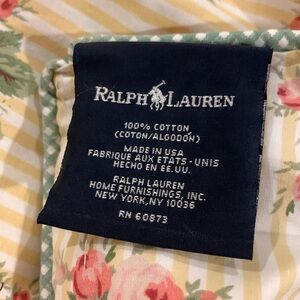 RALPH LAUREN
100% COTTON
(COTON/ALGODON)
MADE IN USA
FABRIQUE AUX ETATS - UNIS
HECHO EN EE.UU.
RALPH LAUREN
HOME FURNISHINGS, INC.
NEW YORK, NY 10036
RN 60873